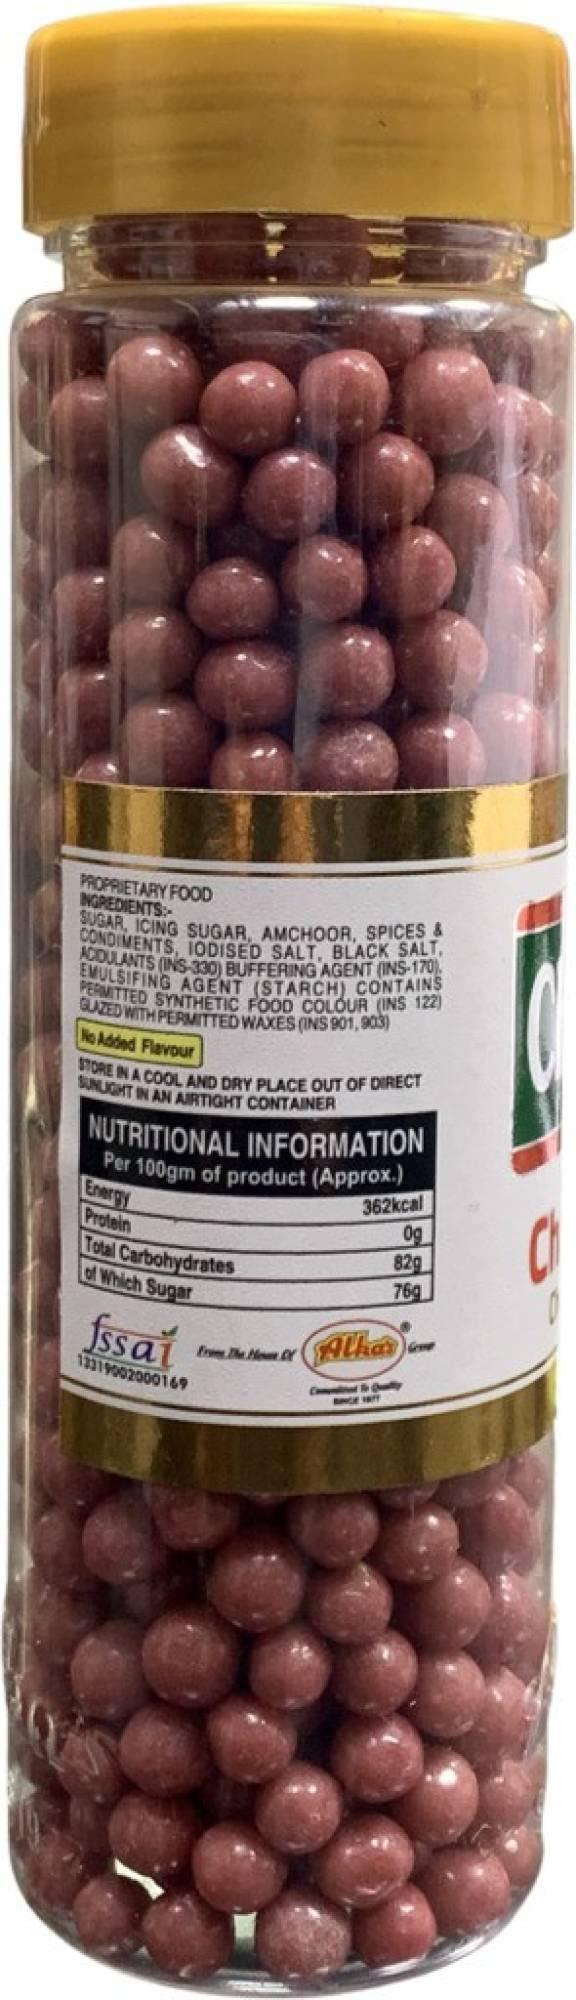 PROPRIETARY FOOD
INGREDIENTS:-
SUGAR, ICING SUGAR, AMCHOOR, SPICES &
CONDIMENTS, IODISED SALT, BLACK SALT,
ACIDULANTS (INS-330) BUFFERING AGENT (INS-170),
EMULSIFING AGENT (STARCH) CONTAINS
PERMITTED SYNTHETIC FOOD COLOUR (INS 122)
GLAZED WITH PERMITTED WAXES (INS 901, 903)
No Added Flavour
STORE IN A COOL AND DRY PLACE OUT OF DIRECT
SUNLIGHT IN AN AIRTIGHT CONTAINER
NUTRITIONAL INFORMATION
Per 100gm of product (Approx.)
Energy 362kcal
Protein 0g
Total Carbohydrates 82g
of Which Sugar 76g
fssai
13319002000169
From The House Of Alkar® Group
Committed To Quality
SINCE 1977
Ch